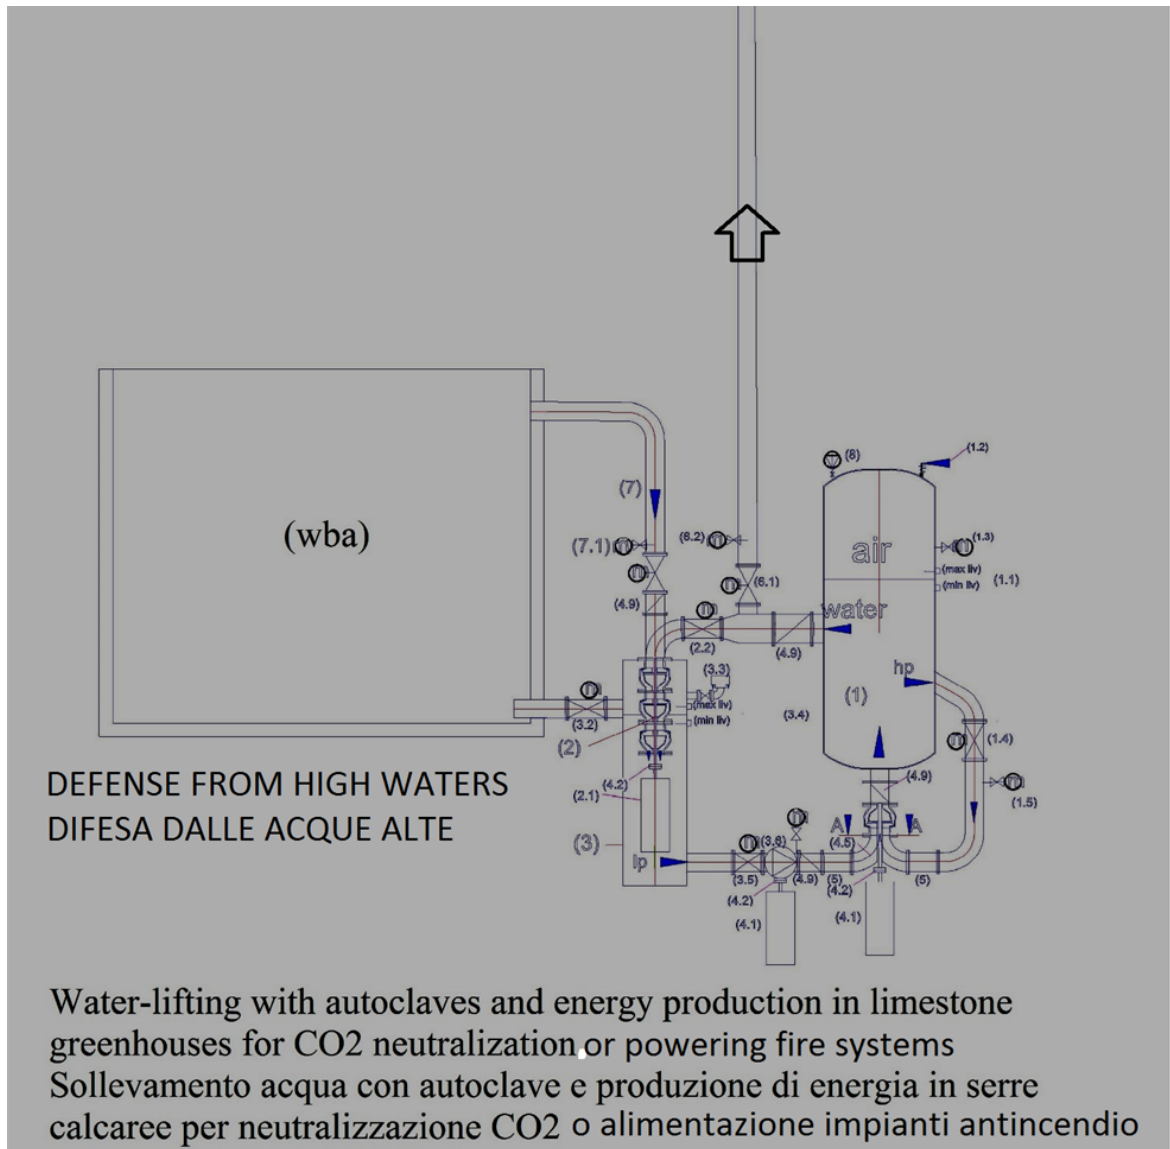 (8)
(1.2)
(7)
(7.1)
(6.2)
(1.3)
air
(max liv)
(min liv)
(1.1)
(wba)
(6.1)
(4.9)
water
(2.2)
(4.9)
(3.3)
hp
(max liv)
(min liv)
(1)
(3.4)
(3.2)
(2)
(1.4)
(4.2)
(4.9)
(2.1)
(1.5)
DEFENSE FROM HIGH WATERS
DIFESA DALLE ACQUE ALTE
A
A
(3)
(3.6)
(4.5)
lp
(3.5)
(4.9)
(5)
(5)
(4.2)
(4.2)
(4.1)
(4.1)
Water-lifting with autoclaves and energy production in limestone
greenhouses for CO2 neutralization,or powering fire systems
Sollevamento acqua con autoclave e produzione di energia in serre
calcaree per neutralizzazione CO2 o alimentazione impianti antincendio